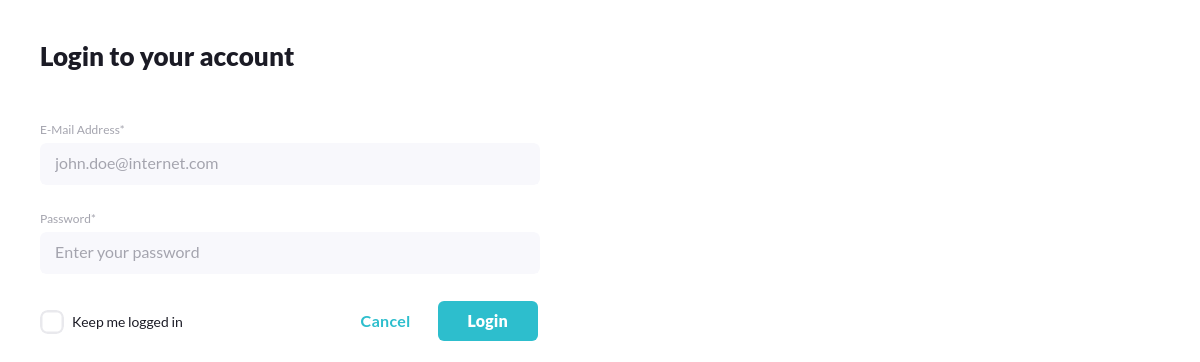 Login to your account
E-Mail Address*
john.doe@internet.com
Password*
Enter your password
Keep me logged in
Cancel
Login